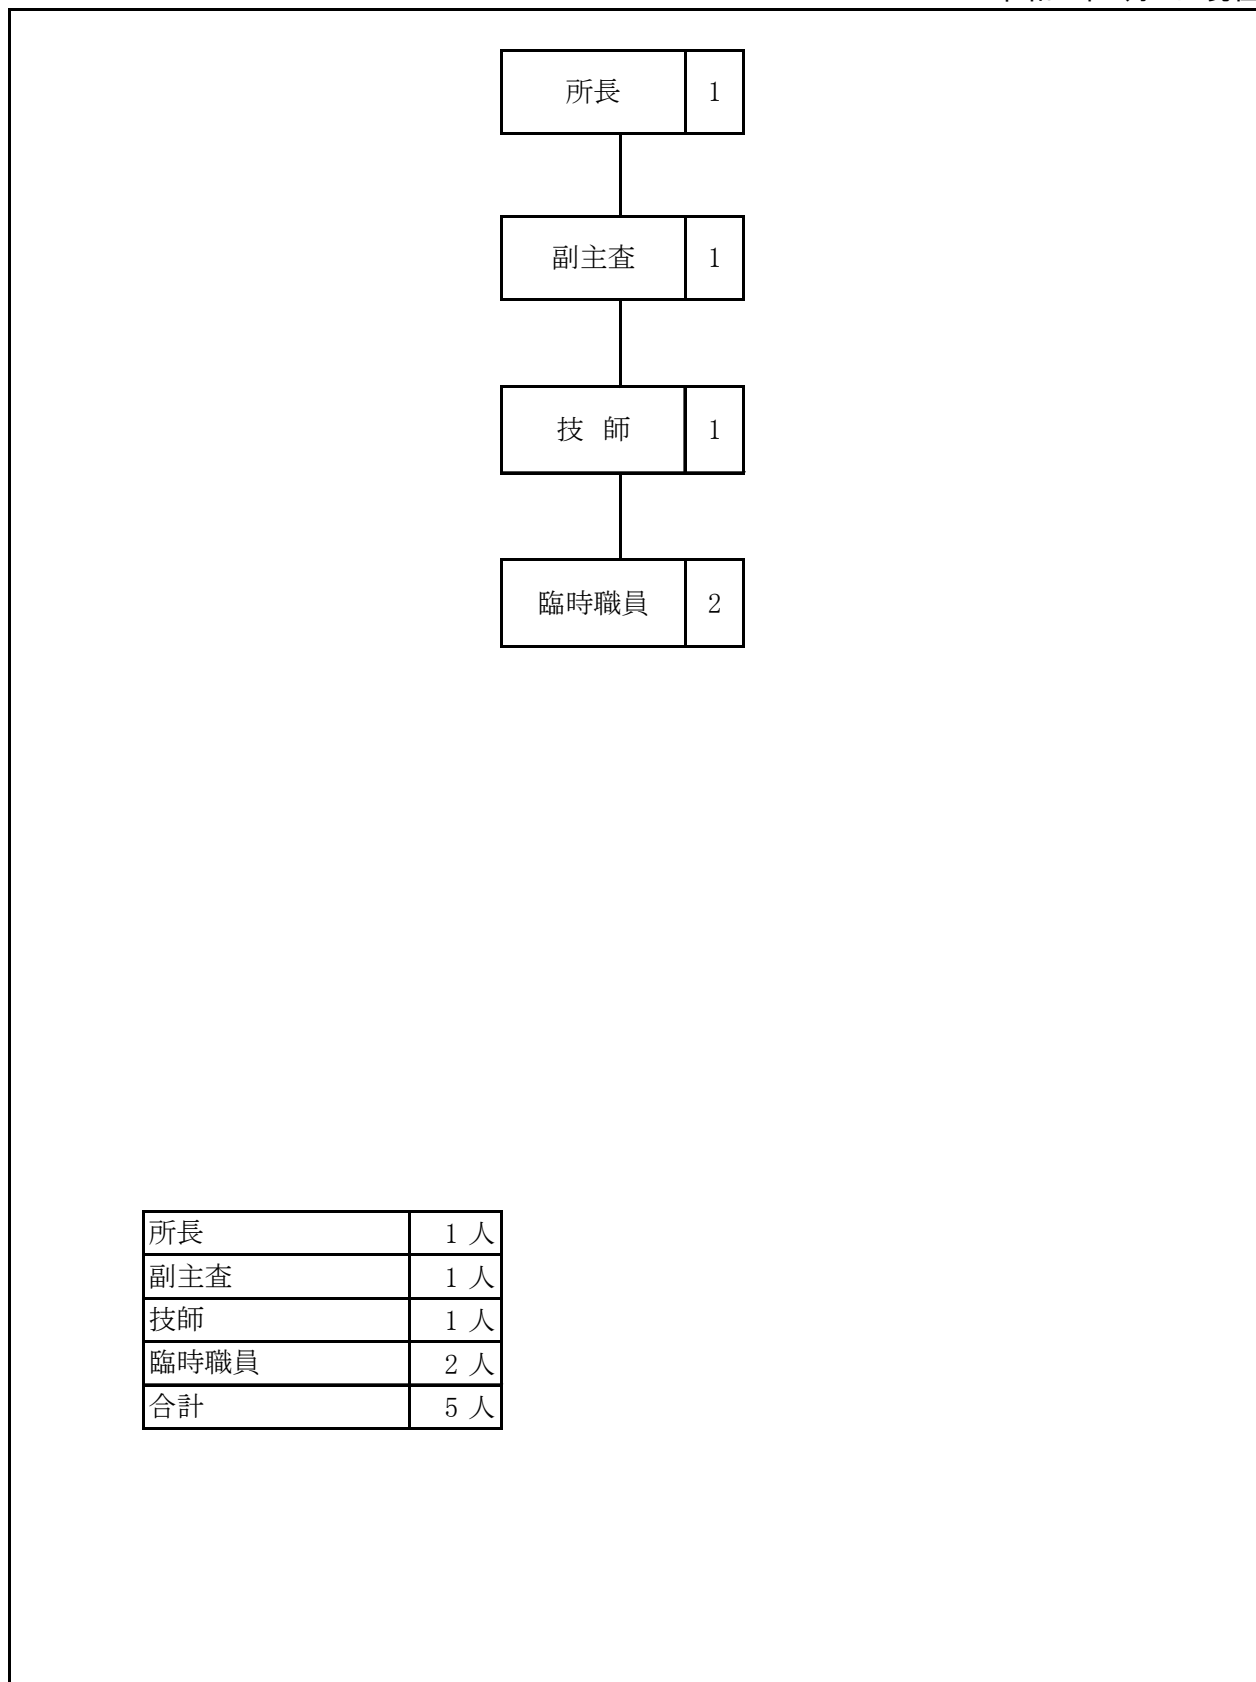 所長 1
副主査 1
技 師 1
臨時職員 2
所長 1 人
副主査 1 人
技師 1 人
臨時職員 2 人
合計 5 人